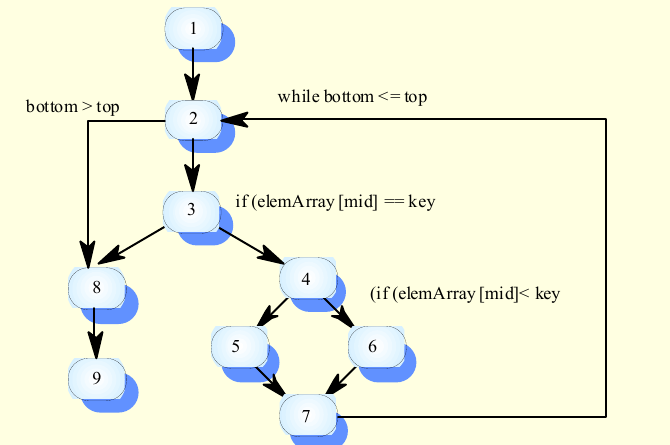 1
bottom > top
while bottom <= top
2
3
if (elemArray [mid] == key
8
4
(if (elemArray [mid]< key
5
6
9
7